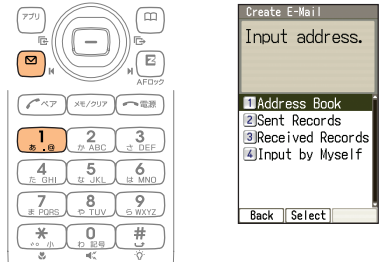 アプリ
E
AFロック
ペア
メモ/クリア
電源
1
あ .@
2
か ABC
3
さ DEF
4
た GHI
5
な JKL
6
は MNO
7
ま PQRS
8
や TUV
9
ら WXYZ
*
゛゜ 小
0
わ 記号
#
Create E-Mail
Input address.
1 Address Book
2 Sent Records
3 Received Records
4 Input by Myself
Back Select